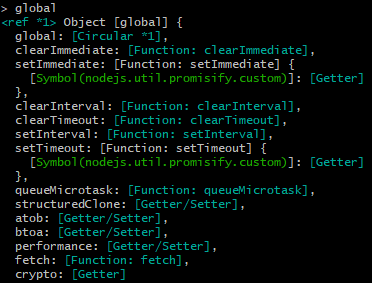 > global
<ref *1> Object [global] {
  global: [Circular *1],
  clearImmediate: [Function: clearImmediate],
  setImmediate: [Function: setImmediate] {
    [Symbol(nodejs.util.promisify.custom)]: [Getter]
  },
  clearInterval: [Function: clearInterval],
  clearTimeout: [Function: clearTimeout],
  setInterval: [Function: setInterval],
  setTimeout: [Function: setTimeout] {
    [Symbol(nodejs.util.promisify.custom)]: [Getter]
  },
  queueMicrotask: [Function: queueMicrotask],
  structuredClone: [Getter/Setter],
  atob: [Getter/Setter],
  btoa: [Getter/Setter],
  performance: [Getter/Setter],
  fetch: [Function: fetch],
  crypto: [Getter]